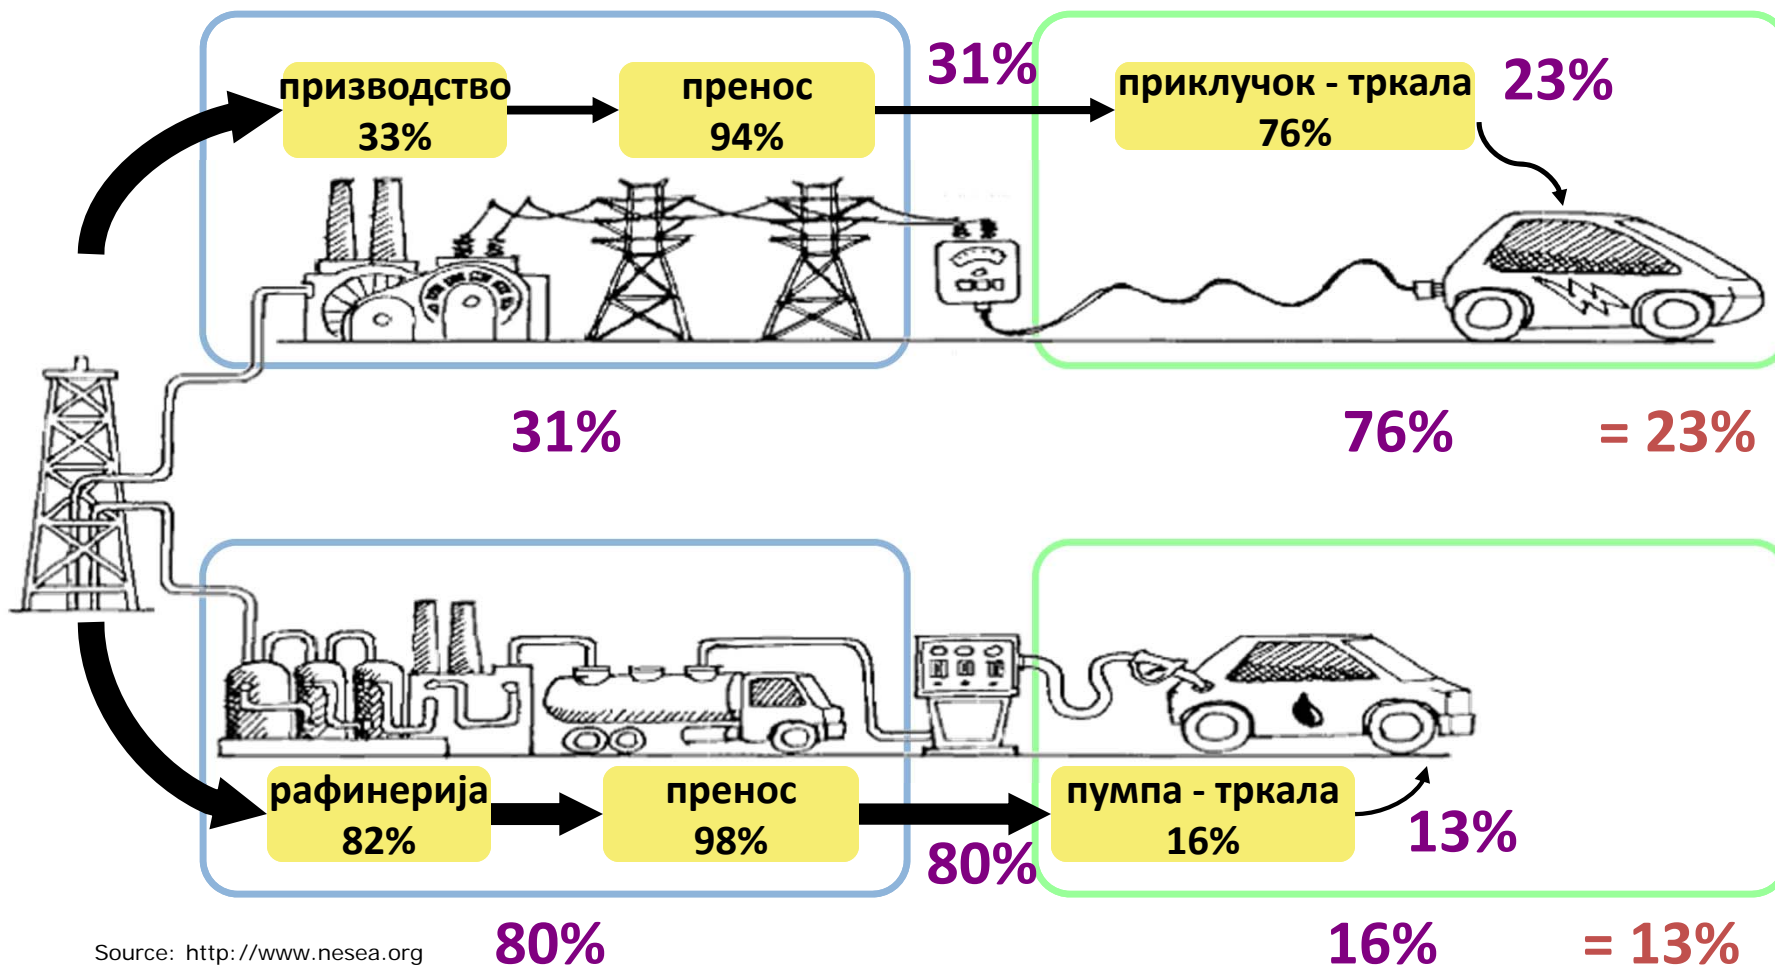 призводство
33%
пренос
94%
31%
приклучок - тркала
76%
23%
31%
76%
= 23%
рафинерија
82%
пренос
98%
80%
пумпа - тркала
16%
13%
80%
16%
= 13%
Source: http://www.nesea.org